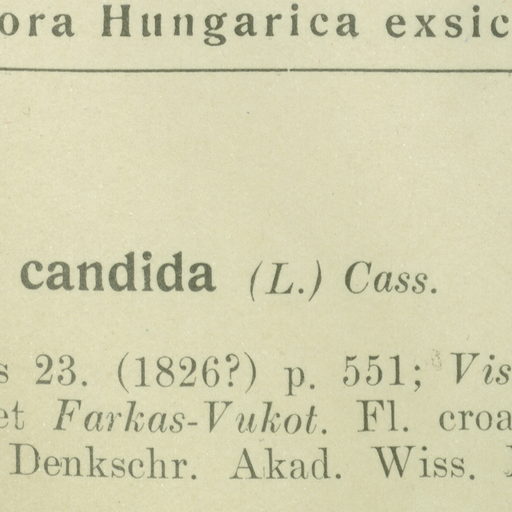 ora Hungarica exsic
candida (L.) Cass.
s 23. (1826?) p. 551; Vis
et Farkas-Vukot. Fl. croa
Denkschr. Akad. Wiss.